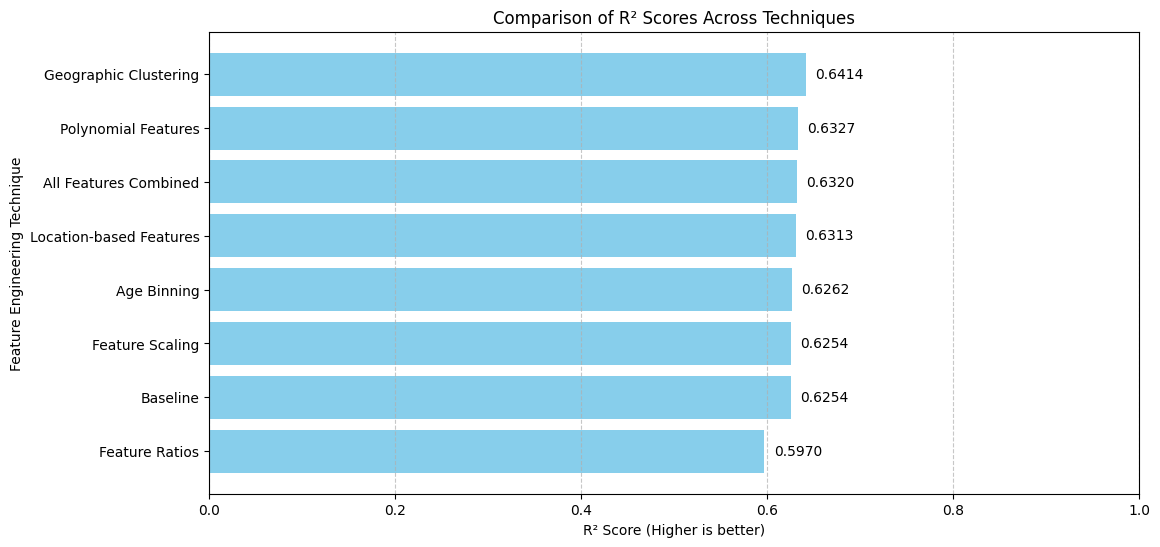 Comparison of R² Scores Across Techniques
Feature Engineering Technique
Geographic Clustering 0.6414
Polynomial Features 0.6327
All Features Combined 0.6320
Location-based Features 0.6313
Age Binning 0.6262
Feature Scaling 0.6254
Baseline 0.6254
Feature Ratios 0.5970
0.0 0.2 0.4 0.6 0.8 1.0
R² Score (Higher is better)